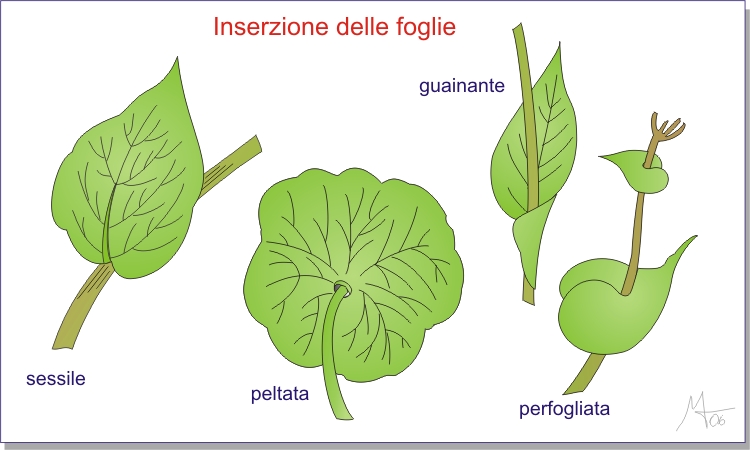 Inserzione delle foglie
guainante
sessile
peltata
perfogliata